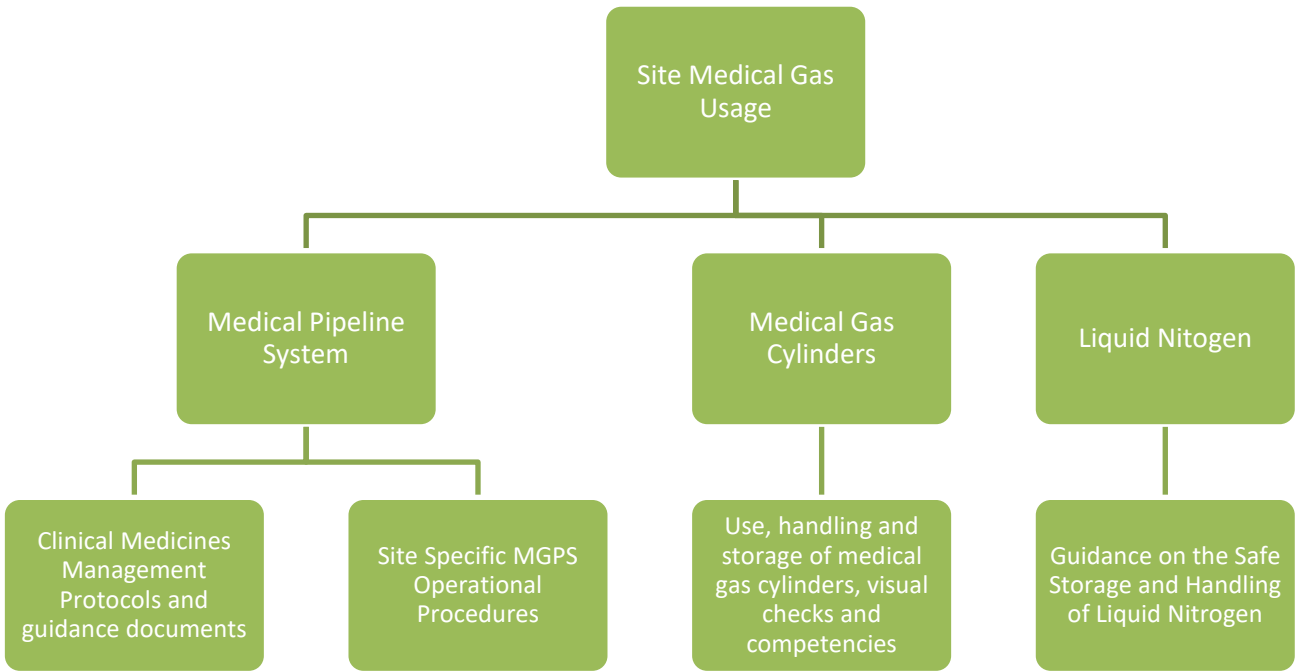 Site Medical Gas
Usage
Medical Pipeline
System
Medical Gas
Cylinders
Liquid Nitogen
Clinical Medicines
Management
Protocols and
guidance documents
Site Specific MGPS
Operational
Procedures
Use, handling and
storage of medical
gas cylinders, visual
checks and
competencies
Guidance on the Safe
Storage and Handling
of Liquid Nitrogen